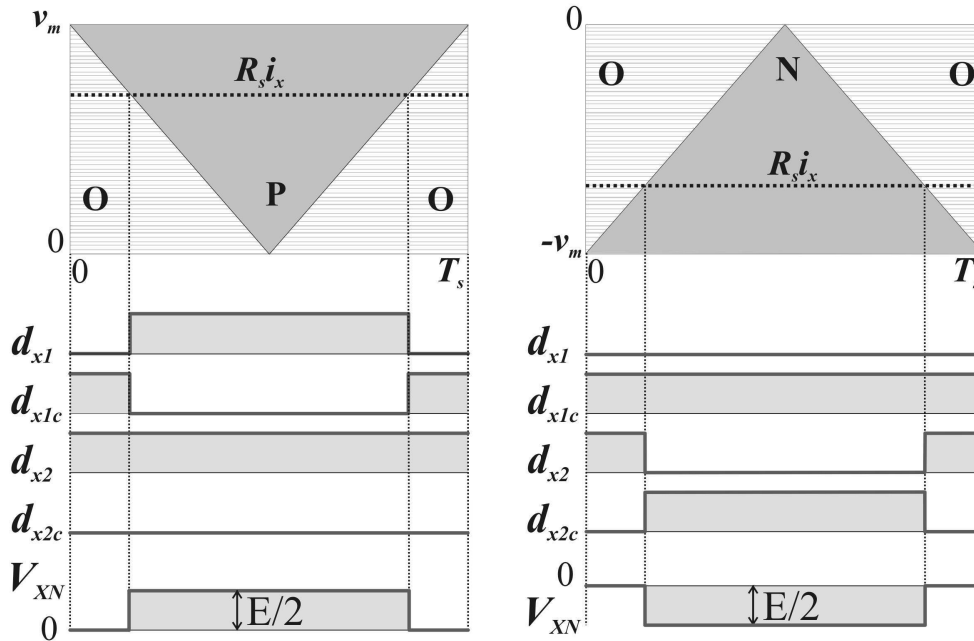 v_m
R_s i_x
P
O
O
0
0
T_s
d_x1
d_x1c
d_x2
d_x2c
V_XN
E/2
0
0
O
N
O
R_s i_x
-v_m
0
d_x1
d_x1c
d_x2
d_x2c
0
V_XN
E/2